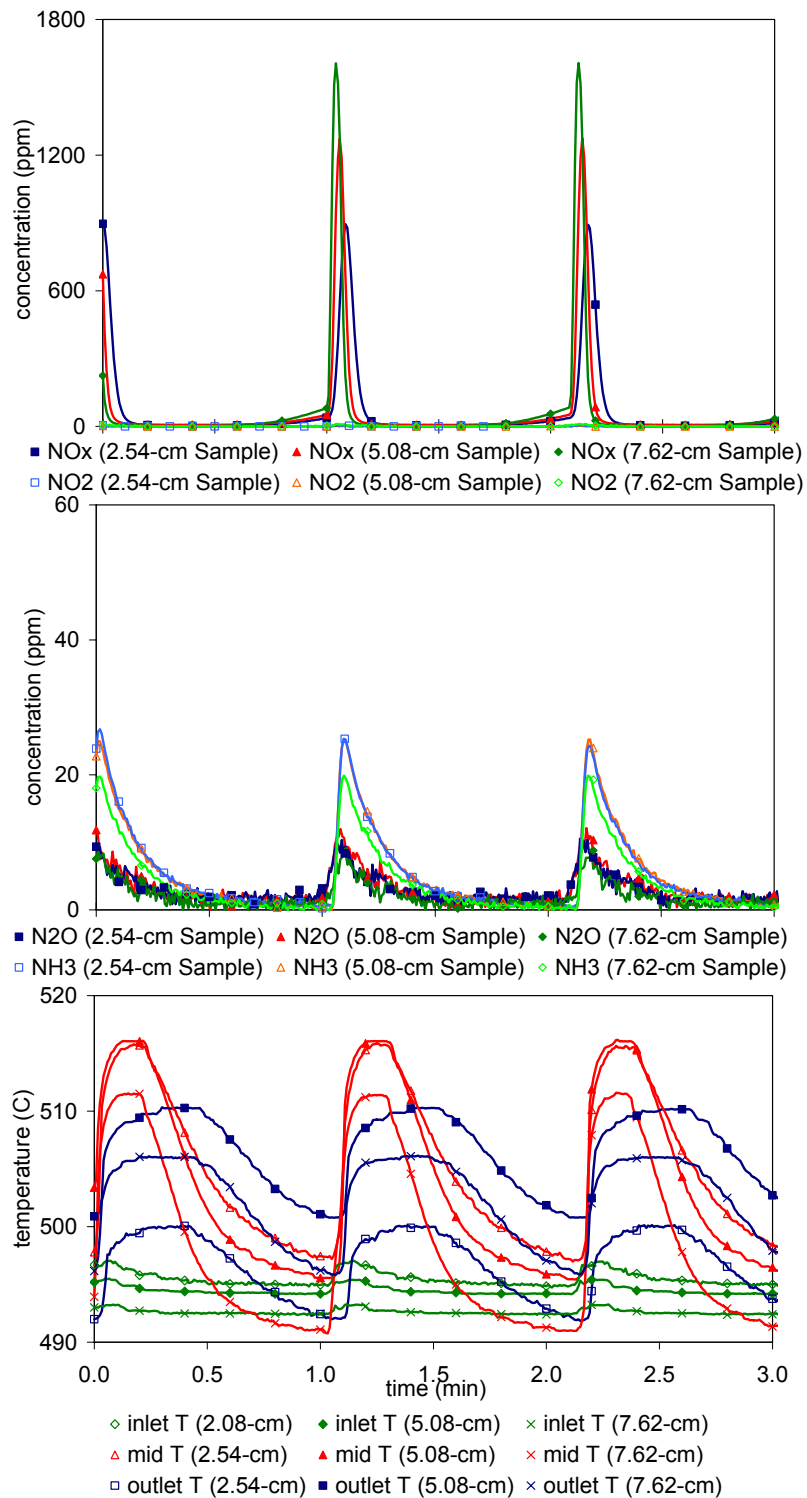 1800
1200
600
0
concentration (ppm)
■ NOx (2.54-cm Sample) ▲ NOx (5.08-cm Sample) ◆ NOx (7.62-cm Sample)
□ NO2 (2.54-cm Sample) △ NO2 (5.08-cm Sample) ◇ NO2 (7.62-cm Sample)
60
40
20
0
concentration (ppm)
■ N2O (2.54-cm Sample) ▲ N2O (5.08-cm Sample) ◆ N2O (7.62-cm Sample)
□ NH3 (2.54-cm Sample) △ NH3 (5.08-cm Sample) ◇ NH3 (7.62-cm Sample)
520
510
500
490
temperature (C)
0.0 0.5 1.0 1.5 2.0 2.5 3.0
time (min)
◇ inlet T (2.08-cm) ◆ inlet T (5.08-cm) × inlet T (7.62-cm)
△ mid T (2.54-cm) ▲ mid T (5.08-cm) × mid T (7.62-cm)
□ outlet T (2.54-cm) ■ outlet T (5.08-cm) × outlet T (7.62-cm)